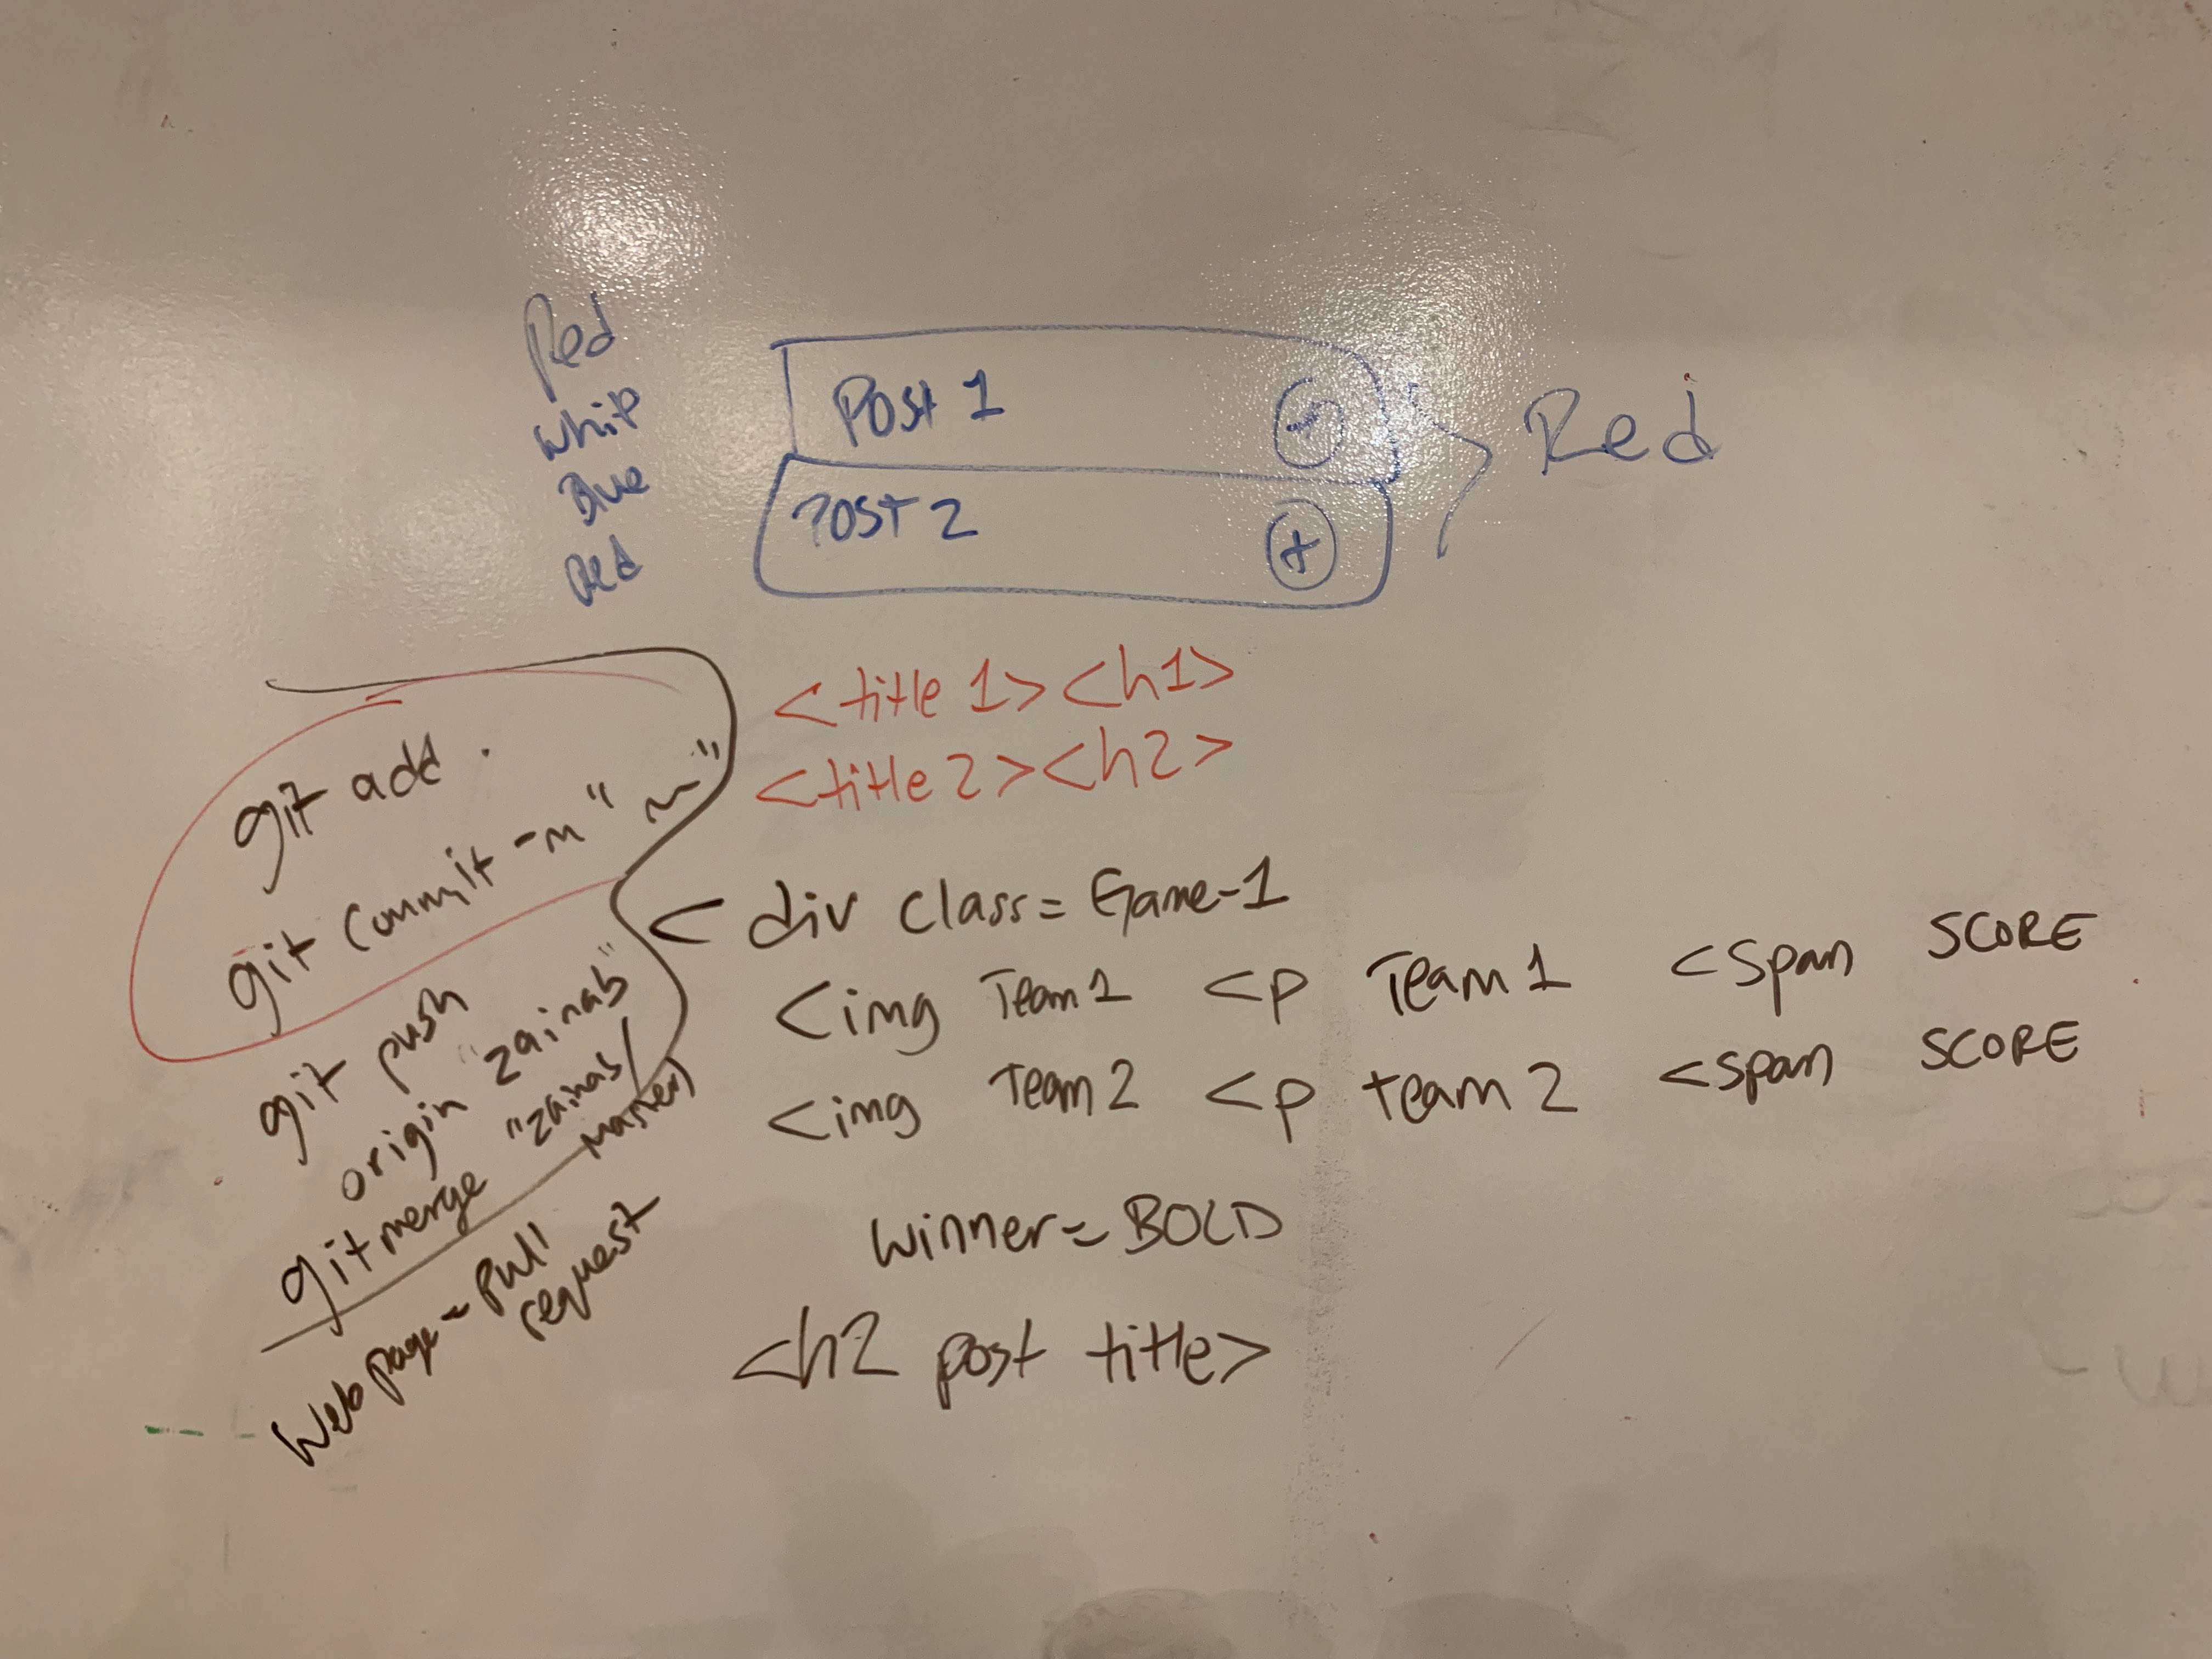 Red
White
Blue
Red
Post 1 -
Post 2 +
Red
<title 1><h1>
<title 2><h2>
git add .
git commit -m " "
git push
origin "zainab"
git merge "zainab/
master)
Web page - pull
request
< div class = Game-1
<img Team 1 <p Team 1 <span SCORE
<img Team 2 <p team 2 <span SCORE
winner = BOLD
<h2 post title>